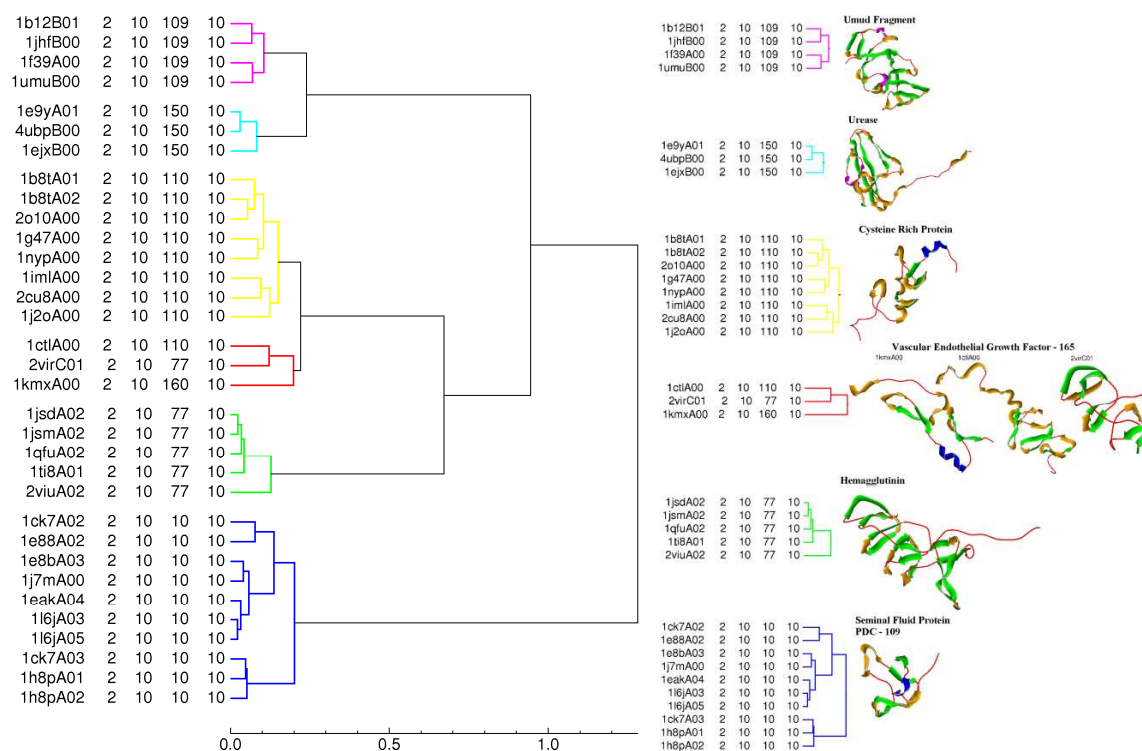 1b12B01 2 10 109 10
1jhfB00 2 10 109 10
1f39A00 2 10 109 10
1umuB00 2 10 109 10
1e9yA01 2 10 150 10
4ubpB00 2 10 150 10
1ejxB00 2 10 150 10
1b8tA01 2 10 110 10
1b8tA02 2 10 110 10
2o10A00 2 10 110 10
1g47A00 2 10 110 10
1nypA00 2 10 110 10
1imlA00 2 10 110 10
2cu8A00 2 10 110 10
1j2oA00 2 10 110 10
1ctlA00 2 10 110 10
2virC01 2 10 77 10
1kmxA00 2 10 160 10
1jsdA02 2 10 77 10
1jsmA02 2 10 77 10
1qfuA02 2 10 77 10
1ti8A01 2 10 77 10
2viuA02 2 10 77 10
1ck7A02 2 10 10 10
1e88A02 2 10 10 10
1e8bA03 2 10 10 10
1j7mA00 2 10 10 10
1eakA04 2 10 10 10
1l6jA03 2 10 10 10
1l6jA05 2 10 10 10
1ck7A03 2 10 10 10
1h8pA01 2 10 10 10
1h8pA02 2 10 10 10
0.0 0.5 1.0
Umud Fragment
1b12B01 2 10 109 10
1jhfB00 2 10 109 10
1f39A00 2 10 109 10
1umuB00 2 10 109 10
Urease
1e9yA01 2 10 150 10
4ubpB00 2 10 150 10
1ejxB00 2 10 150 10
Cysteine Rich Protein
1b8tA01 2 10 110 10
1b8tA02 2 10 110 10
2o10A00 2 10 110 10
1g47A00 2 10 110 10
1nypA00 2 10 110 10
1imlA00 2 10 110 10
2cu8A00 2 10 110 10
1j2oA00 2 10 110 10
Vascular Endothelial Growth Factor - 165
1kmxA00 1ctlA00 2virC01
1ctlA00 2 10 110 10
2virC01 2 10 77 10
1kmxA00 2 10 160 10
Hemagglutinin
1jsdA02 2 10 77 10
1jsmA02 2 10 77 10
1qfuA02 2 10 77 10
1ti8A01 2 10 77 10
2viuA02 2 10 77 10
Seminal Fluid Protein
PDC - 109
1ck7A02 2 10 10 10
1e88A02 2 10 10 10
1e8bA03 2 10 10 10
1j7mA00 2 10 10 10
1eakA04 2 10 10 10
1l6jA03 2 10 10 10
1l6jA05 2 10 10 10
1ck7A03 2 10 10 10
1h8pA01 2 10 10 10
1h8pA02 2 10 10 10